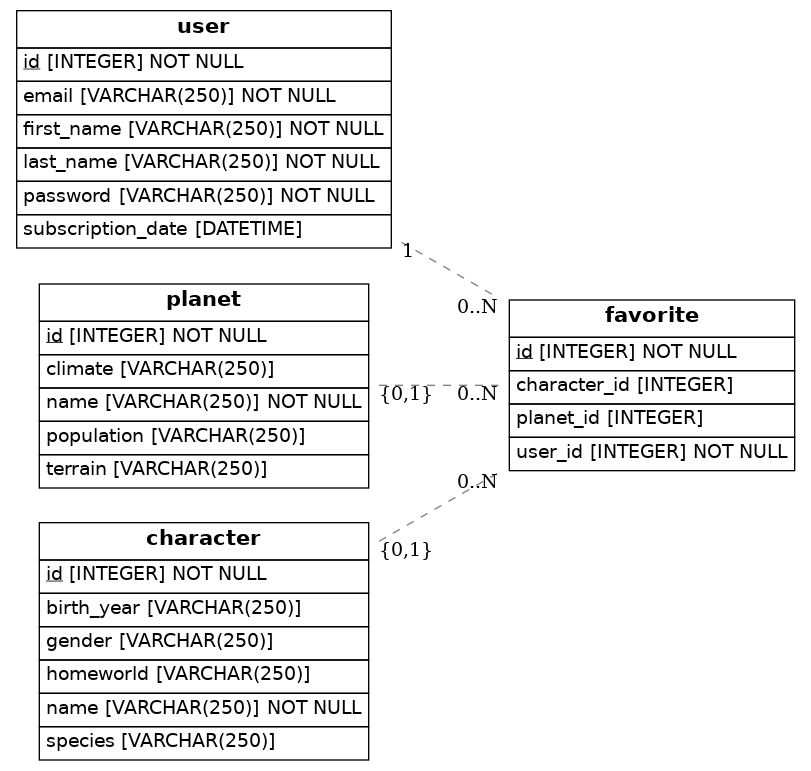 user
id [INTEGER] NOT NULL
email [VARCHAR(250)] NOT NULL
first_name [VARCHAR(250)] NOT NULL
last_name [VARCHAR(250)] NOT NULL
password [VARCHAR(250)] NOT NULL
subscription_date [DATETIME]
1
0..N
planet
id [INTEGER] NOT NULL
climate [VARCHAR(250)]
name [VARCHAR(250)] NOT NULL
population [VARCHAR(250)]
terrain [VARCHAR(250)]
{0,1}
0..N
favorite
id [INTEGER] NOT NULL
character_id [INTEGER]
planet_id [INTEGER]
user_id [INTEGER] NOT NULL
0..N
{0,1}
character
id [INTEGER] NOT NULL
birth_year [VARCHAR(250)]
gender [VARCHAR(250)]
homeworld [VARCHAR(250)]
name [VARCHAR(250)] NOT NULL
species [VARCHAR(250)]